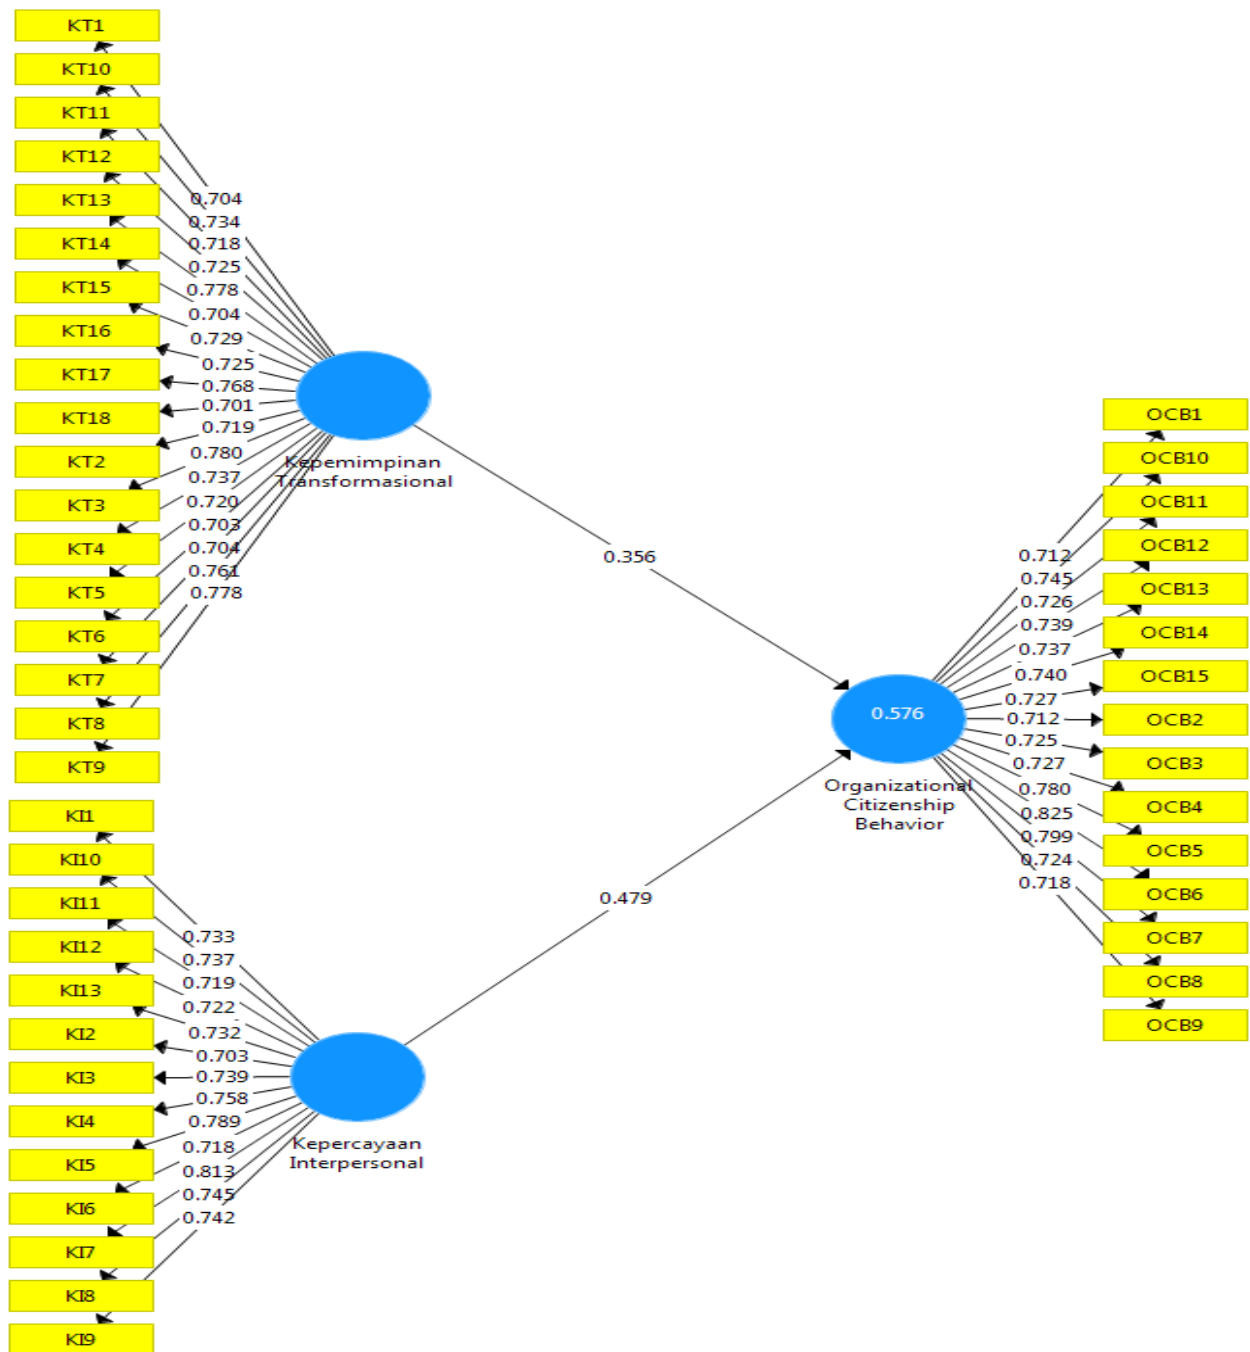 KT1
KT10
KT11
KT12
KT13
KT14
KT15
KT16
KT17
KT18
KT2
KT3
KT4
KT5
KT6
KT7
KT8
KT9
0.704
0.734
0.718
0.725
0.778
0.704
0.729
0.725
0.768
0.701
0.719
0.780
0.737
0.720
0.703
0.704
0.761
0.778
Kepemimpinan
Transformasional
0.356
KI1
KI10
KI11
KI12
KI13
KI2
KI3
KI4
KI5
KI6
KI7
KI8
KI9
0.733
0.737
0.719
0.722
0.732
0.703
0.739
0.758
0.789
0.718
0.813
0.745
0.742
Kepercayaan
Interpersonal
0.479
0.576
Organizational
Citizenship
Behavior
0.712
0.745
0.726
0.739
0.737
0.740
0.727
0.712
0.725
0.727
0.780
0.825
0.799
0.724
0.718
OCB1
OCB10
OCB11
OCB12
OCB13
OCB14
OCB15
OCB2
OCB3
OCB4
OCB5
OCB6
OCB7
OCB8
OCB9